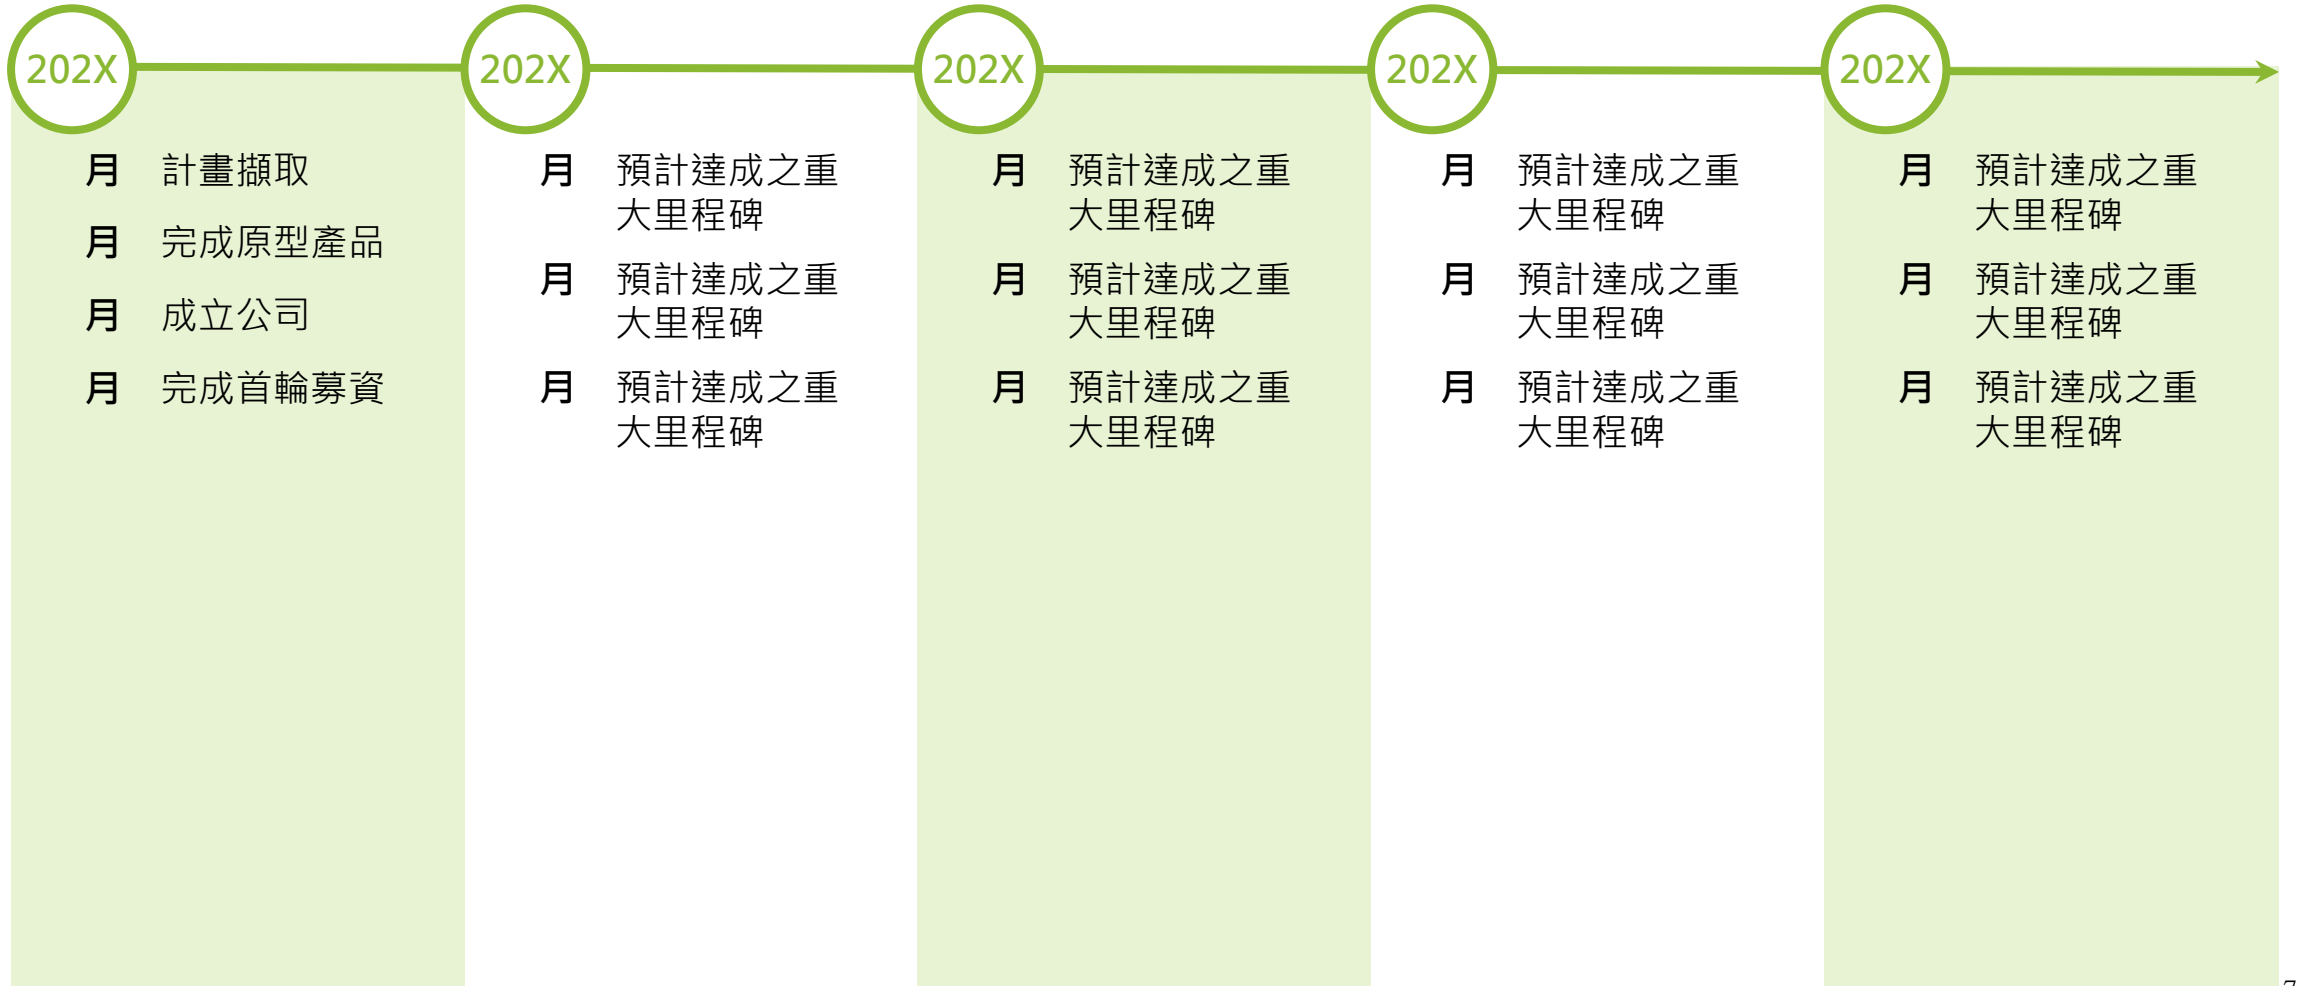 202X
202X
202X
202X
202X
月 計畫擷取
月 完成原型產品
月 成立公司
月 完成首輪募資
月 預計達成之重
大里程碑
月 預計達成之重
大里程碑
月 預計達成之重
大里程碑
月 預計達成之重
大里程碑
月 預計達成之重
大里程碑
月 預計達成之重
大里程碑
月 預計達成之重
大里程碑
月 預計達成之重
大里程碑
月 預計達成之重
大里程碑
月 預計達成之重
大里程碑
月 預計達成之重
大里程碑
月 預計達成之重
大里程碑